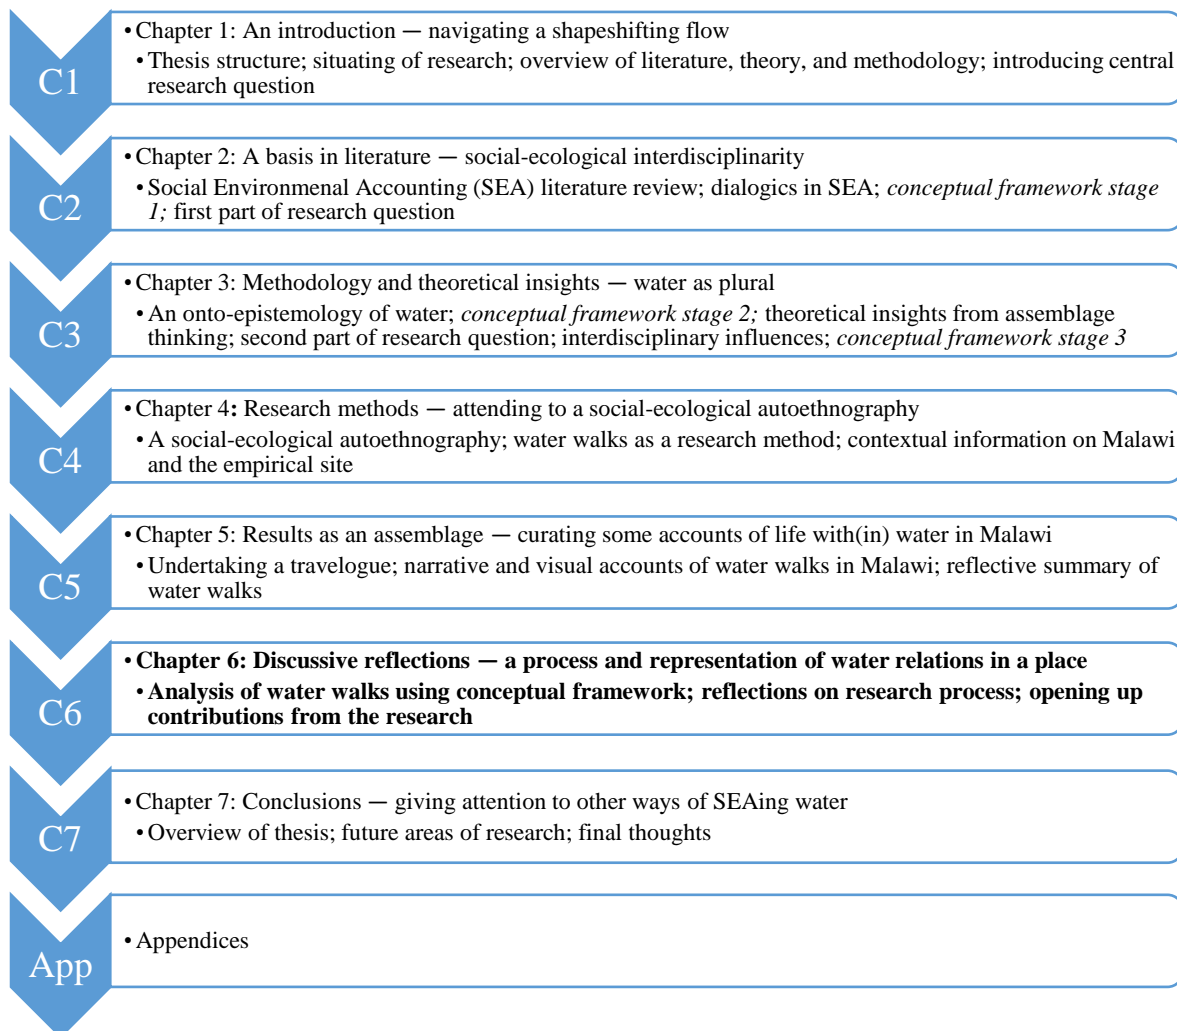 C1
• Chapter 1: An introduction — navigating a shapeshifting flow
• Thesis structure; situating of research; overview of literature, theory, and methodology; introducing central
research question
C2
• Chapter 2: A basis in literature — social-ecological interdisciplinarity
• Social Environmenal Accounting (SEA) literature review; dialogics in SEA; conceptual framework stage
1; first part of research question
C3
• Chapter 3: Methodology and theoretical insights — water as plural
• An onto-epistemology of water; conceptual framework stage 2; theoretical insights from assemblage
thinking; second part of research question; interdisciplinary influences; conceptual framework stage 3
C4
• Chapter 4: Research methods — attending to a social-ecological autoethnography
• A social-ecological autoethnography; water walks as a research method; contextual information on Malawi
and the empirical site
C5
• Chapter 5: Results as an assemblage — curating some accounts of life with(in) water in Malawi
• Undertaking a travelogue; narrative and visual accounts of water walks in Malawi; reflective summary of
water walks
C6
• Chapter 6: Discussive reflections — a process and representation of water relations in a place
• Analysis of water walks using conceptual framework; reflections on research process; opening up
contributions from the research
C7
• Chapter 7: Conclusions — giving attention to other ways of SEAing water
• Overview of thesis; future areas of research; final thoughts
App
• Appendices